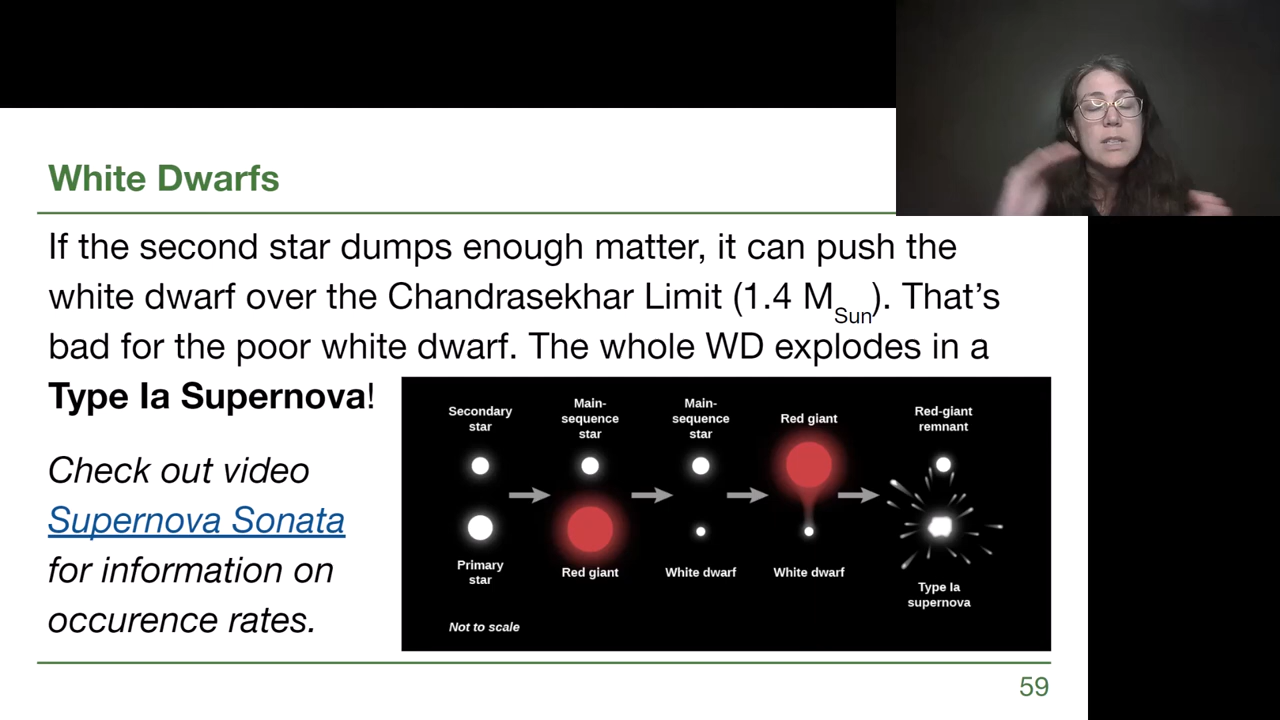 White Dwarfs
If the second star dumps enough matter, it can push the
white dwarf over the Chandrasekhar Limit (1.4 MSun). That's
bad for the poor white dwarf. The whole WD explodes in a
Type Ia Supernova!
Check out video
Supernova Sonata
for information on
occurence rates.
Secondary
star
Main-
sequence
star
Main-
sequence
star
Red giant
Red-giant
remnant
Primary
star
Red giant
White dwarf
White dwarf
Type Ia
supernova
Not to scale
59